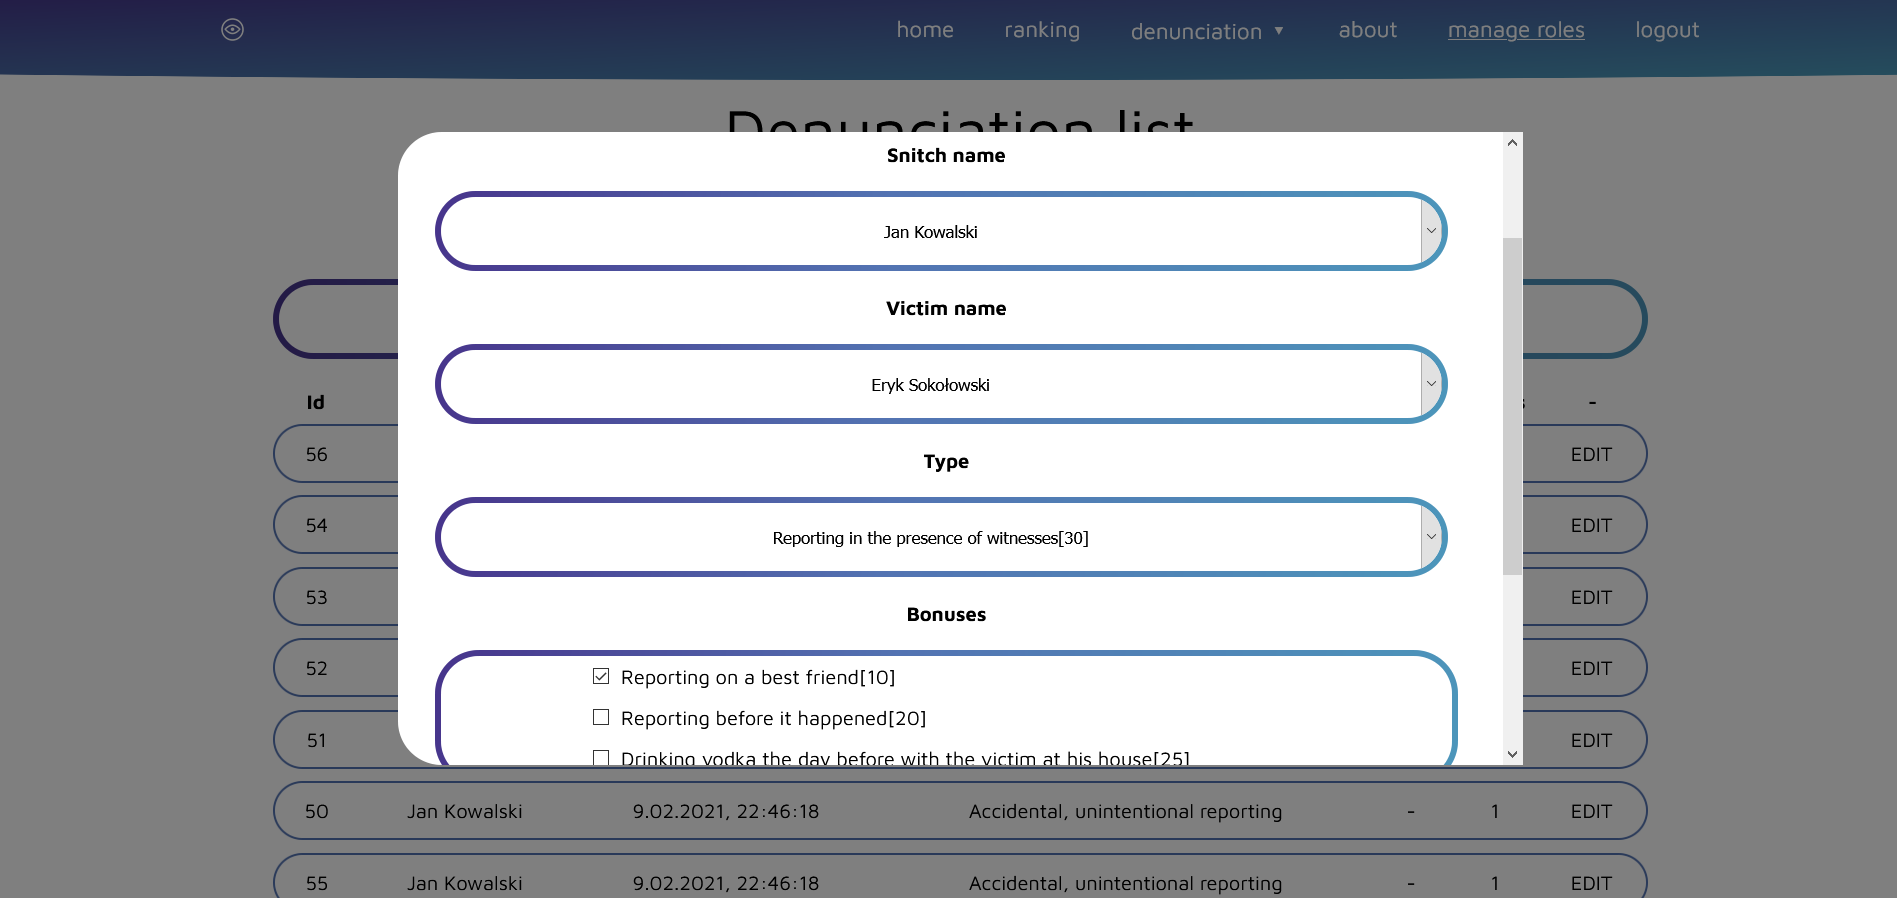 home ranking denunciation ▼ about manage roles logout
Denunciation list
Snitch name
Jan Kowalski
Victim name
Eryk Sokołowski
Type
Reporting in the presence of witnesses[30]
Bonuses
Reporting on a best friend[10]
Reporting before it happened[20]
Drinking vodka the day before with the victim at his house[25]
Id -
56 EDIT
54 EDIT
53 EDIT
52 EDIT
51 EDIT
50 Jan Kowalski 9.02.2021, 22:46:18 Accidental, unintentional reporting - 1 EDIT
55 Jan Kowalski 9.02.2021, 22:46:18 Accidental, unintentional reporting - 1 EDIT